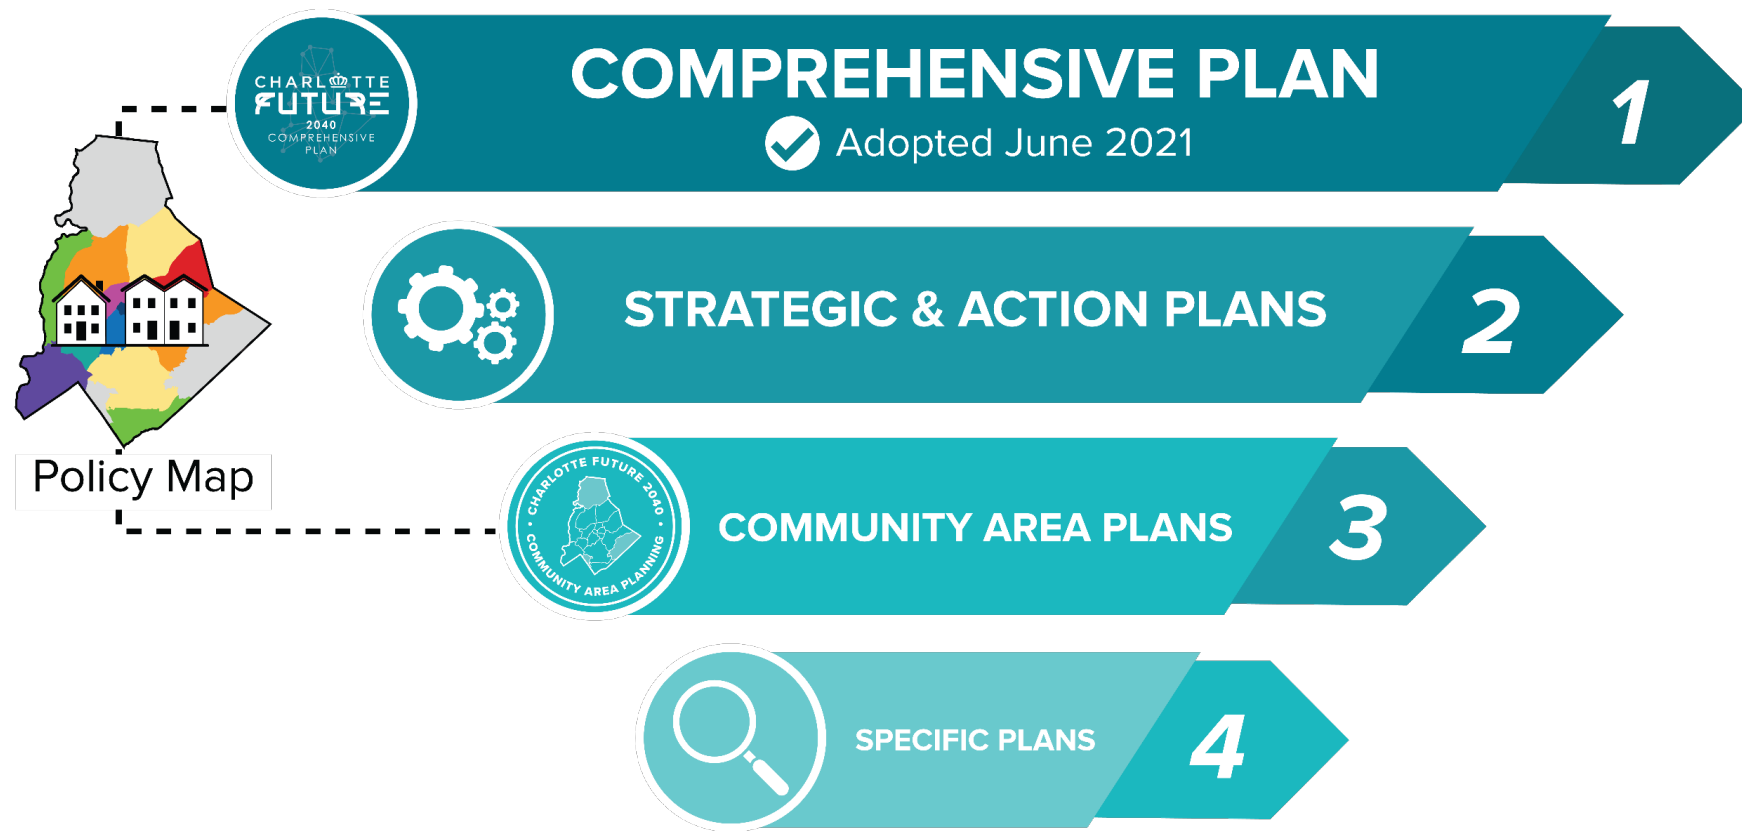 CHARLOTTE
FUTURE
2040
COMPREHENSIVE
PLAN
COMPREHENSIVE PLAN
Adopted June 2021
1
STRATEGIC & ACTION PLANS
2
Policy Map
CHARLOTTE FUTURE 2040
COMMUNITY AREA PLANNING
COMMUNITY AREA PLANS
3
SPECIFIC PLANS
4